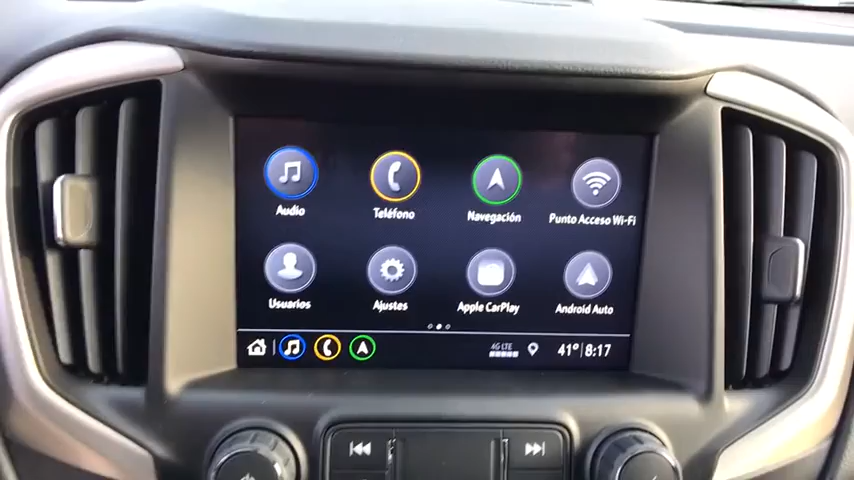 Audio
Teléfono
Navegación
Punto Acceso Wi-Fi
Usuarios
Ajustes
Apple CarPlay
Android Auto
4G LTE
41° 8:17